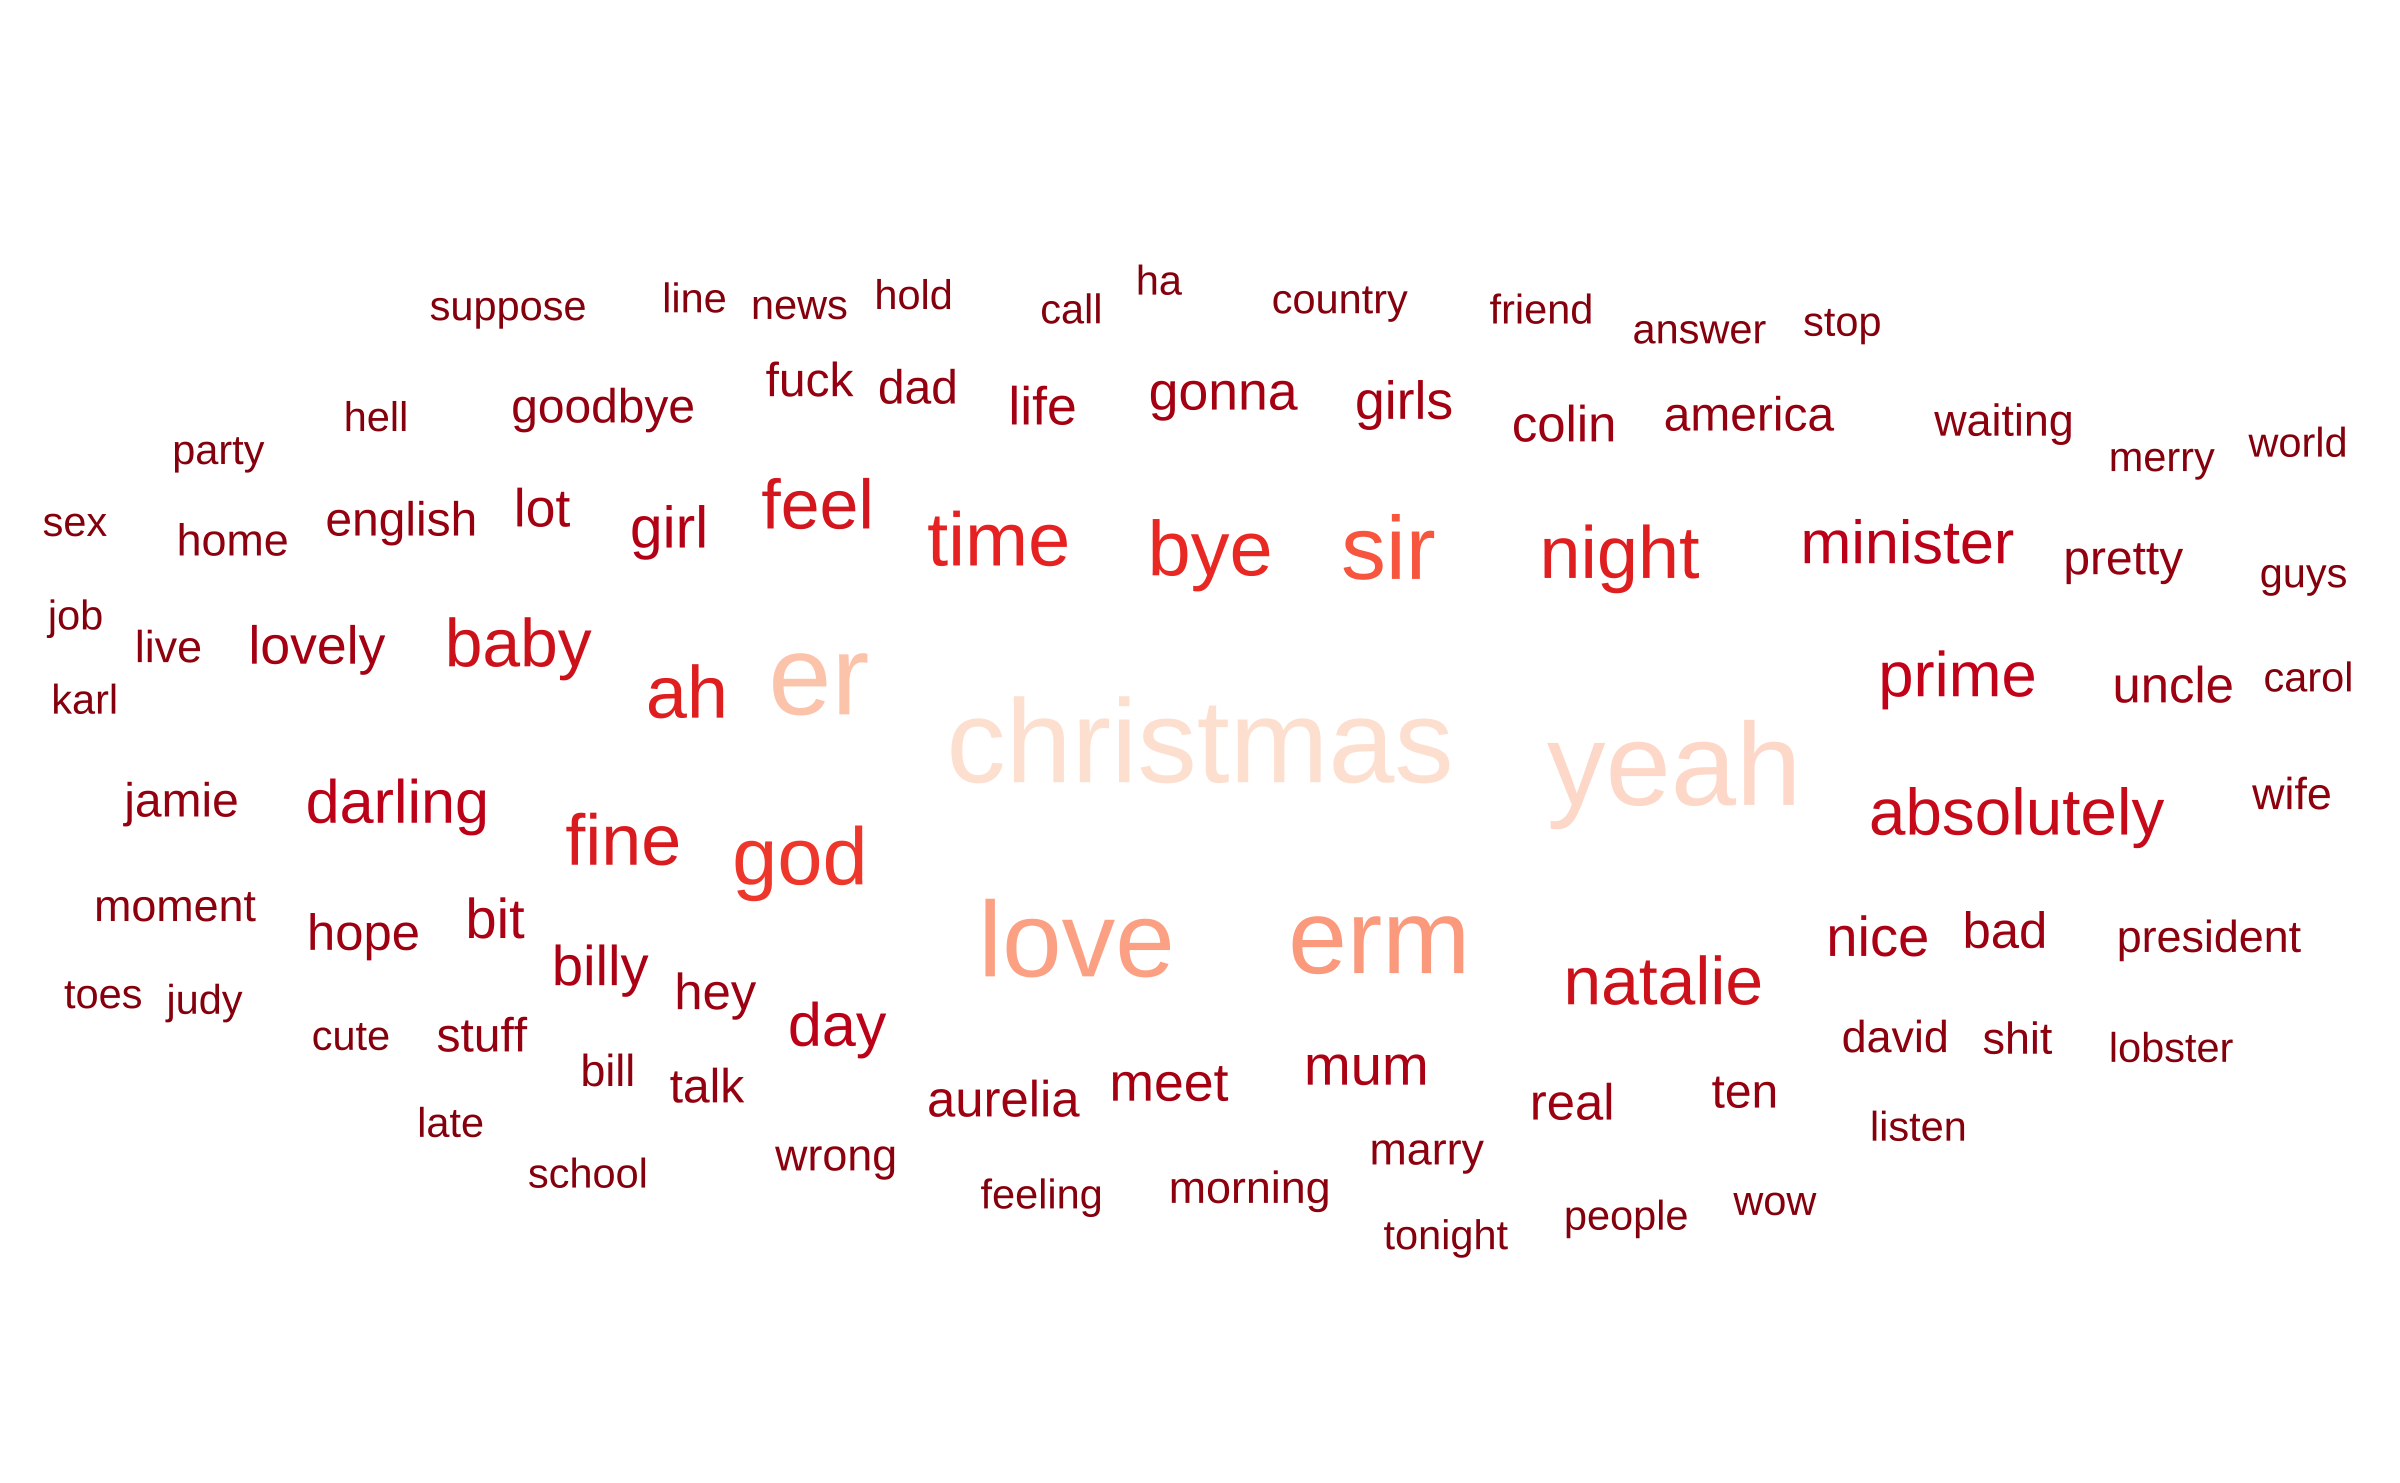 ha
suppose line news hold call country friend answer stop
fuck dad life gonna girls
hell goodbye colin america waiting
party merry world
sex home english lot girl feel time bye sir night minister pretty guys
job live lovely baby
karl ah er christmas yeah prime uncle carol
jamie darling fine god absolutely wife
moment hope bit love erm nice bad president
toes judy billy hey natalie
cute stuff day david shit lobster
bill talk aurelia meet mum real ten
late listen
school wrong feeling morning marry
tonight people wow